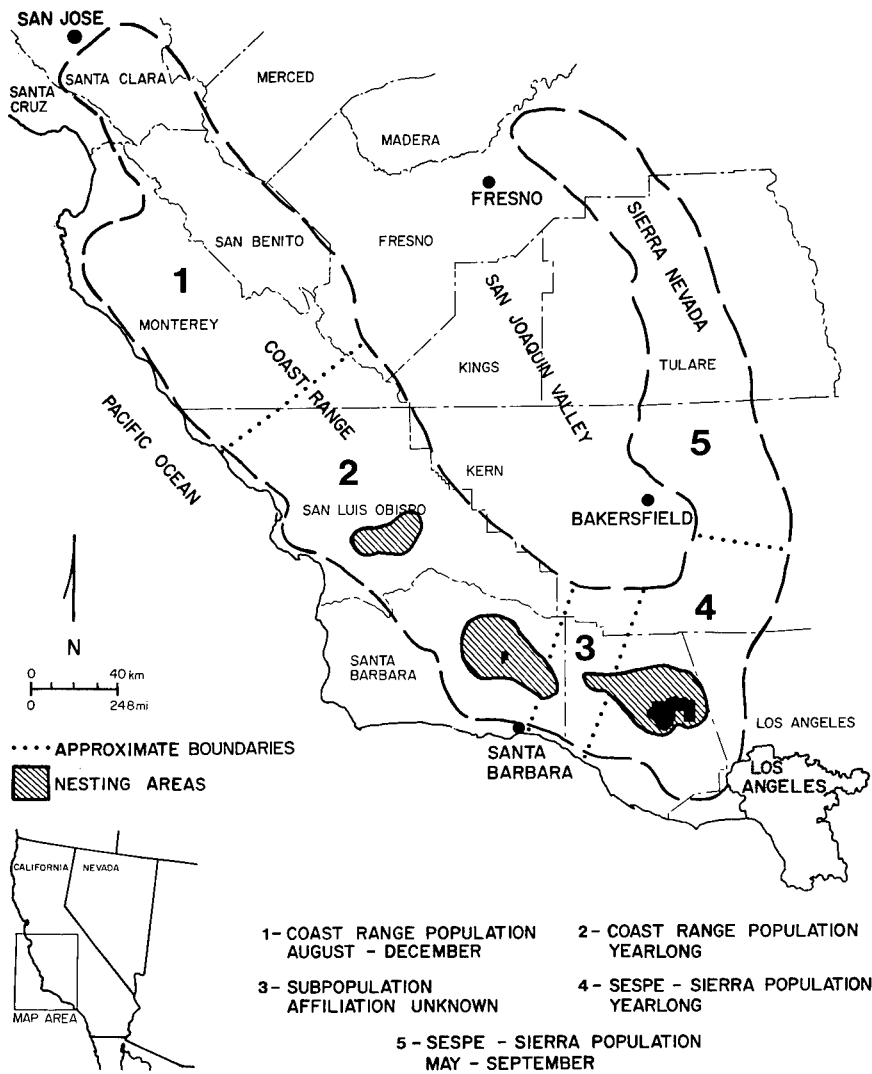 SAN JOSE
SANTA CLARA
MERCED
SANTA
CRUZ
MADERA
FRESNO
SAN BENITO
FRESNO
SIERRA NEVADA
1
SAN JOAQUIN VALLEY
MONTEREY
COAST RANGE
KINGS
TULARE
PACIFIC OCEAN
5
2
KERN
SAN LUIS OBISPO
BAKERSFIELD
4
N
3
SANTA
BARBARA
0 40 km
0 248mi
LOS ANGELES
APPROXIMATE BOUNDARIES
SANTA
BARBARA
LOS
ANGELES
NESTING AREAS
CALIFORNIA
NEVADA
MAP AREA
1- COAST RANGE POPULATION
AUGUST - DECEMBER
2- COAST RANGE POPULATION
YEARLONG
3- SUBPOPULATION
AFFILIATION UNKNOWN
4- SESPE - SIERRA POPULATION
YEARLONG
5 - SESPE - SIERRA POPULATION
MAY - SEPTEMBER